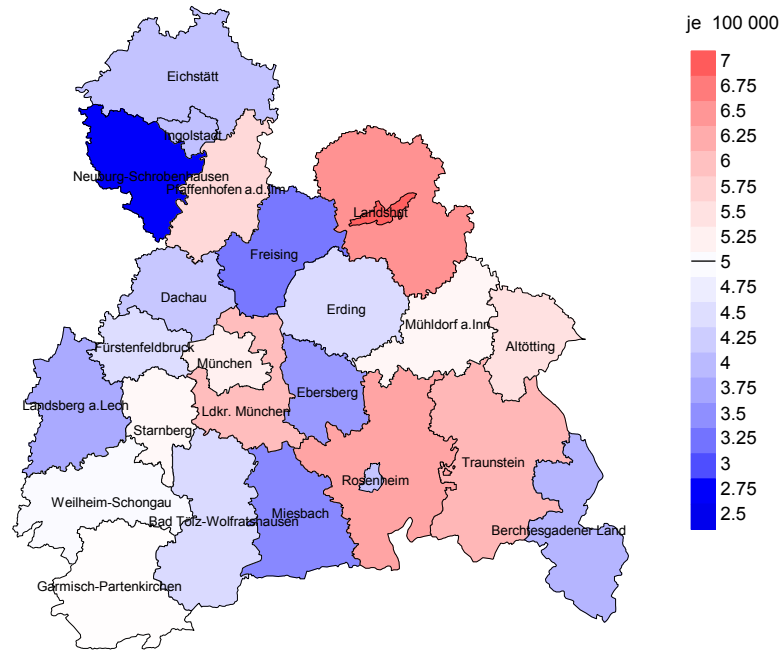 je 100 000
7
6.75
6.5
6.25
6
5.75
5.5
5.25
5
4.75
4.5
4.25
4
3.75
3.5
3.25
3
2.75
2.5
Eichstätt
Ingolstadt
Neuburg-Schrobenhausen
Pfaffenhofen a.d.Ilm
Landshut
Freising
Dachau
Erding
Mühldorf a.Inn
Fürstenfeldbruck
Altötting
München
Ebersberg
Landsberg a.Lech
Ldkr. München
Starnberg
Traunstein
Rosenheim
Weilheim-Schongau
Miesbach
Bad Tölz-Wolfratshausen
Berchtesgadener Land
Garmisch-Partenkirchen